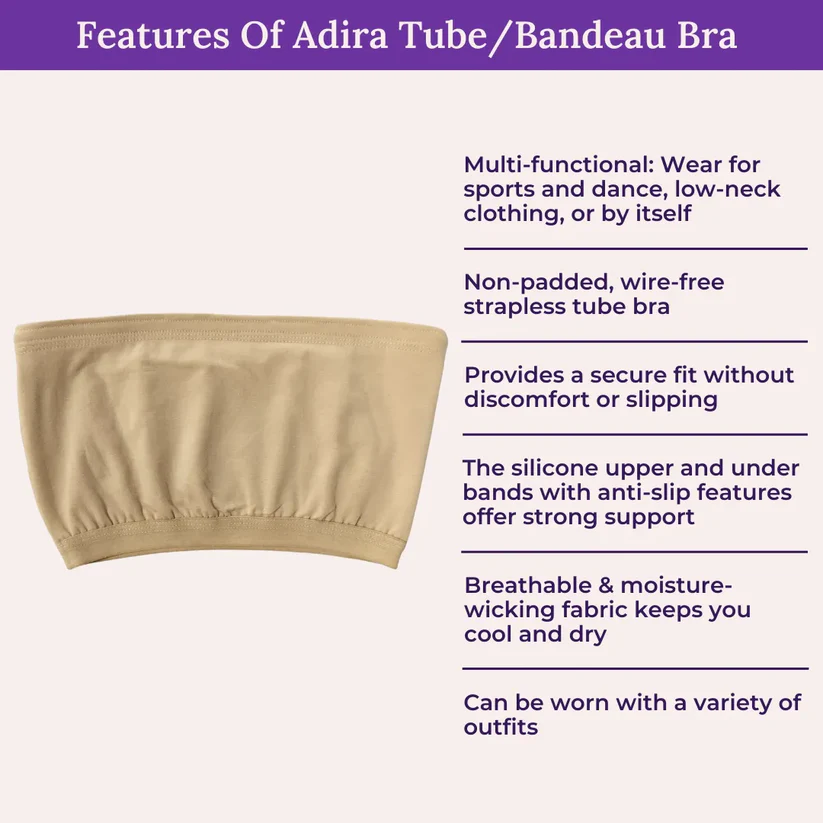 Features Of Adira Tube/Bandeau Bra
Multi-functional: Wear for
sports and dance, low-neck
clothing, or by itself
Non-padded, wire-free
strapless tube bra
Provides a secure fit without
discomfort or slipping
The silicone upper and under
bands with anti-slip features
offer strong support
Breathable & moisture-
wicking fabric keeps you
cool and dry
Can be worn with a variety of
outfits